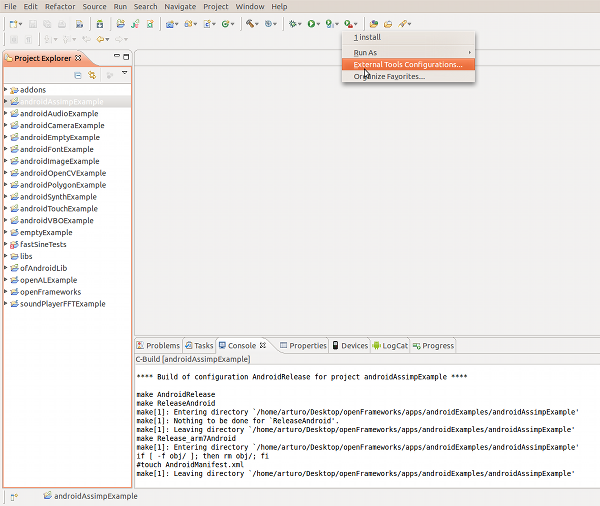 File Edit Refactor Source Run Search Navigate Project Window Help
1 install
Run As
External Tools Configurations...
Organize Favorites...
Project Explorer
addons
androidAssimpExample
androidAudioExample
androidCameraExample
androidEmptyExample
androidFontExample
androidImageExample
androidOpenCVExample
androidPolygonExample
androidSynthExample
androidTouchExample
androidVBOExample
emptyExample
fastSineTests
libs
ofAndroidLib
openALExample
openFrameworks
soundPlayerFFTExample
Problems Tasks Console Properties Devices LogCat Progress
C-Build [androidAssimpExample]
**** Build of configuration AndroidRelease for project androidAssimpExample ****
make AndroidRelease
make ReleaseAndroid
make[1]: Entering directory `/home/arturo/Desktop/openFrameworks/apps/androidExamples/androidAssimpExample'
make[1]: Nothing to be done for `ReleaseAndroid'.
make[1]: Leaving directory `/home/arturo/Desktop/openFrameworks/apps/androidExamples/androidAssimpExample'
make Release_arm7Android
make[1]: Entering directory `/home/arturo/Desktop/openFrameworks/apps/androidExamples/androidAssimpExample'
if [ -f obj/ ]; then rm obj/; fi
#touch AndroidManifest.xml
make[1]: Leaving directory `/home/arturo/Desktop/openFrameworks/apps/androidExamples/androidAssimpExample'
androidAssimpExample